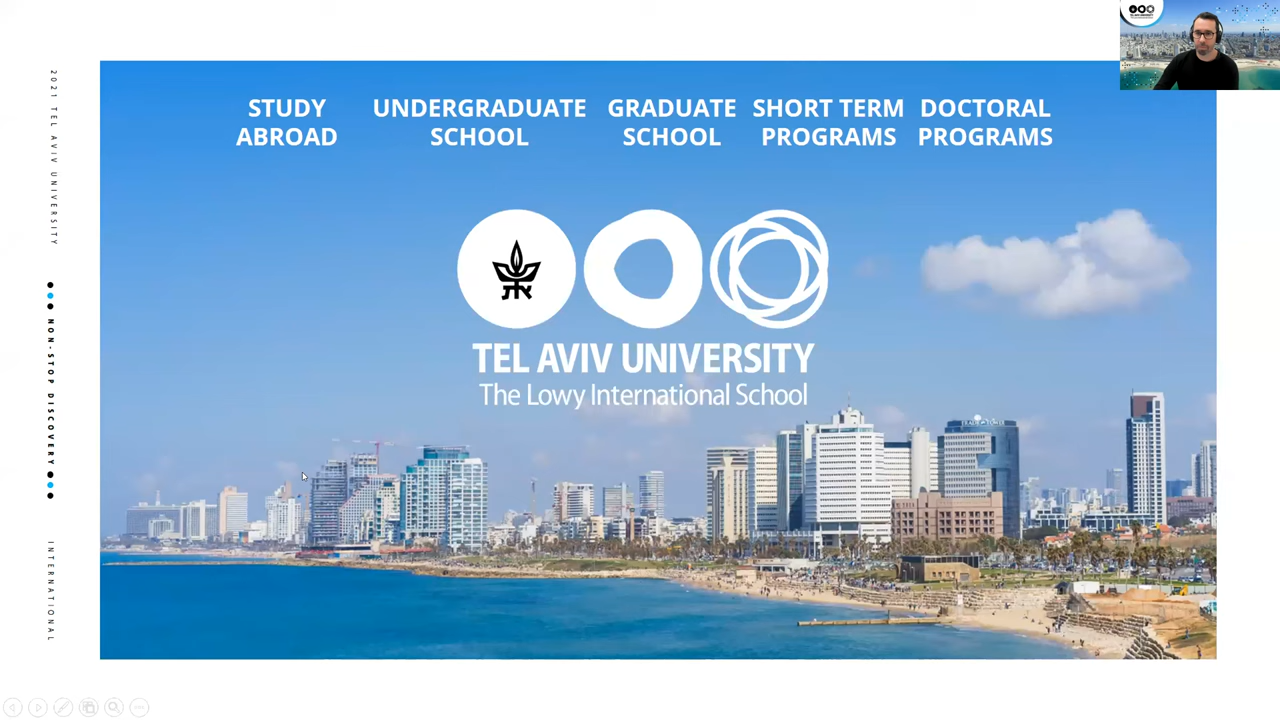 STUDY
ABROAD
UNDERGRADUATE
SCHOOL
GRADUATE
SCHOOL
SHORT TERM
PROGRAMS
DOCTORAL
PROGRAMS
את
TEL AVIV UNIVERSITY
The Lowy International School
2021 TEL AVIV UNIVERSITY
NON-STOP DISCOVERY
INTERNATIONAL